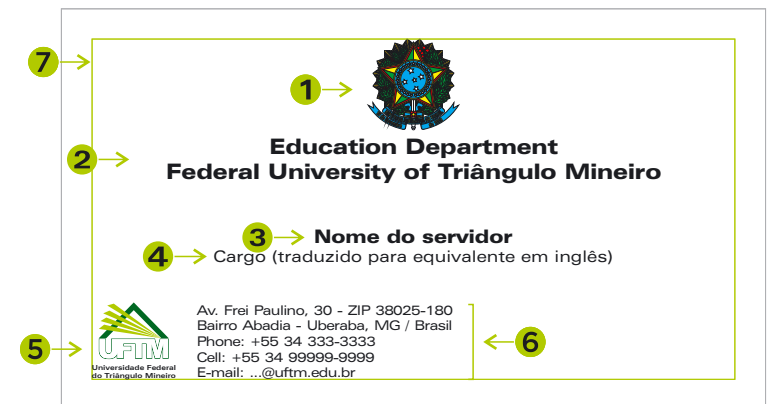 7
1
Education Department
2
Federal University of Triângulo Mineiro
3 Nome do servidor
4 Cargo (traduzido para equivalente em inglês)
Av. Frei Paulino, 30 - ZIP 38025-180
Bairro Abadia - Uberaba, MG / Brasil
Phone: +55 34 333-3333
Cell: +55 34 99999-9999
E-mail: ...@uftm.edu.br
6
5
UFTM
Universidade Federal
do Triângulo Mineiro